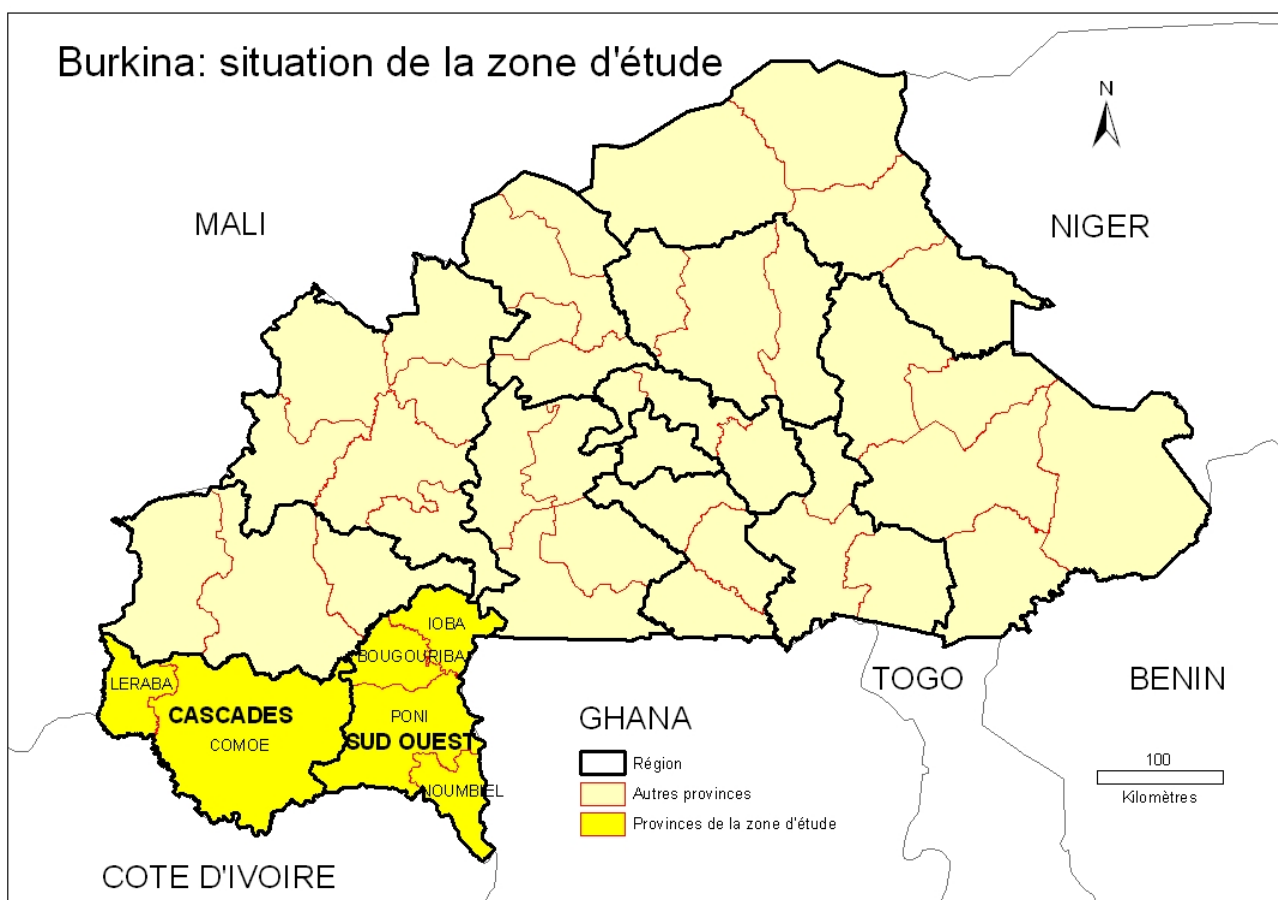 Burkina: situation de la zone d'étude
N
MALI
NIGER
IOBA
BOUGOURIBA
LERABA
CASCADES
COMOE
PONI
SUD OUEST
NOUMBIEL
TOGO
BENIN
GHANA
Région
Autres provinces
Provinces de la zone d'étude
100
Kilomètres
COTE D'IVOIRE